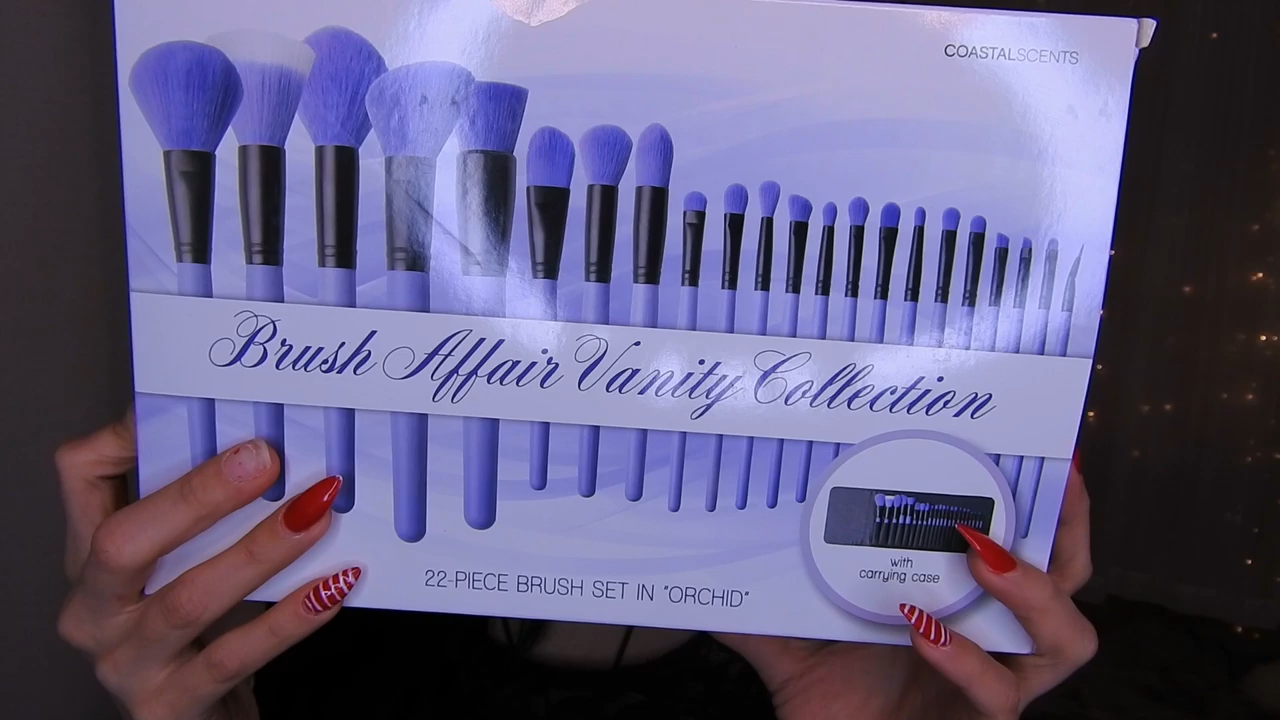 COASTALSCENTS
Brush Affair Vanity Collection
with
carrying case
22-PIECE BRUSH SET IN "ORCHID"